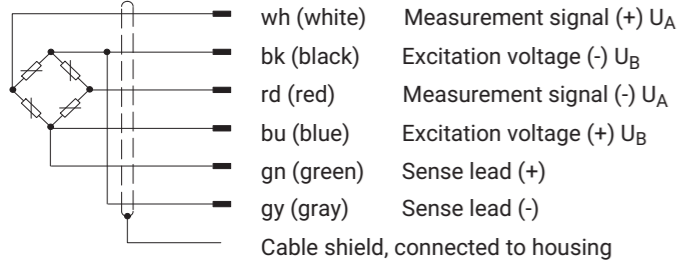 wh (white) Measurement signal (+) UA
bk (black) Excitation voltage (-) UB
rd (red) Measurement signal (-) UA
bu (blue) Excitation voltage (+) UB
gn (green) Sense lead (+)
gy (gray) Sense lead (-)
Cable shield, connected to housing